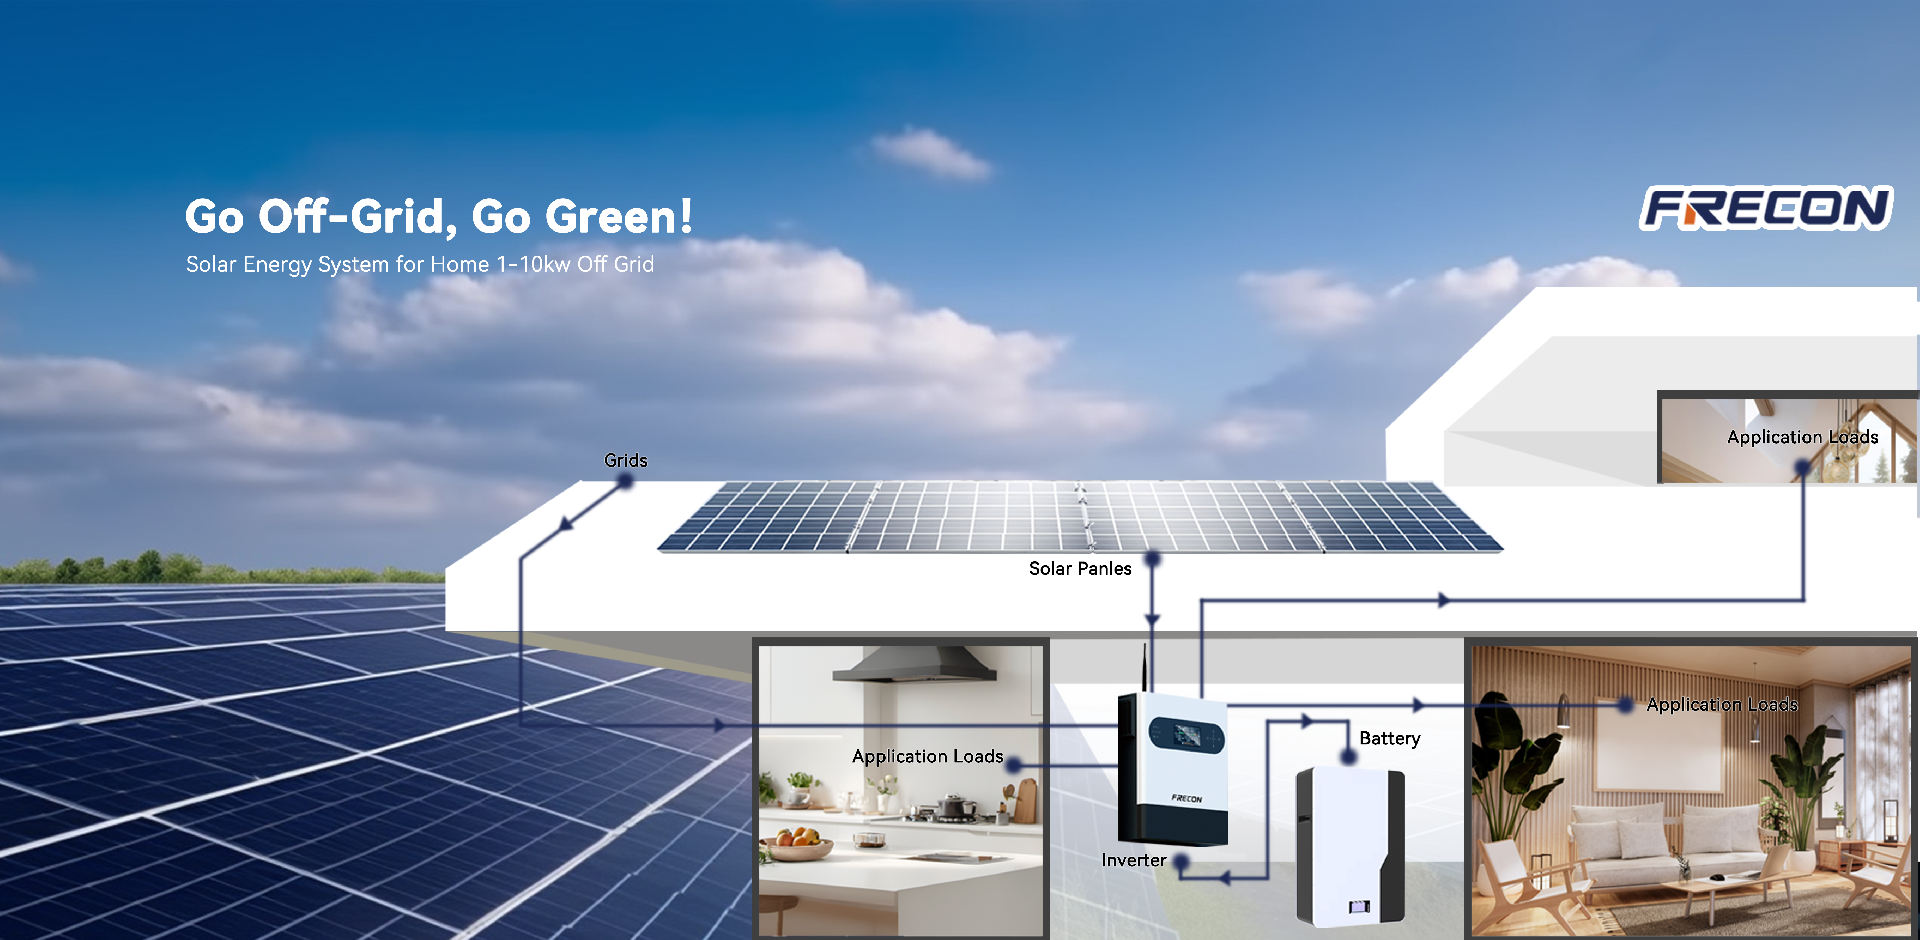 Go Off-Grid, Go Green!
Solar Energy System for Home 1-10kw Off Grid
FRECON
Application Loads
Grids
Solar Panles
Application Loads
Battery
Application Loads
FRECON
Inverter